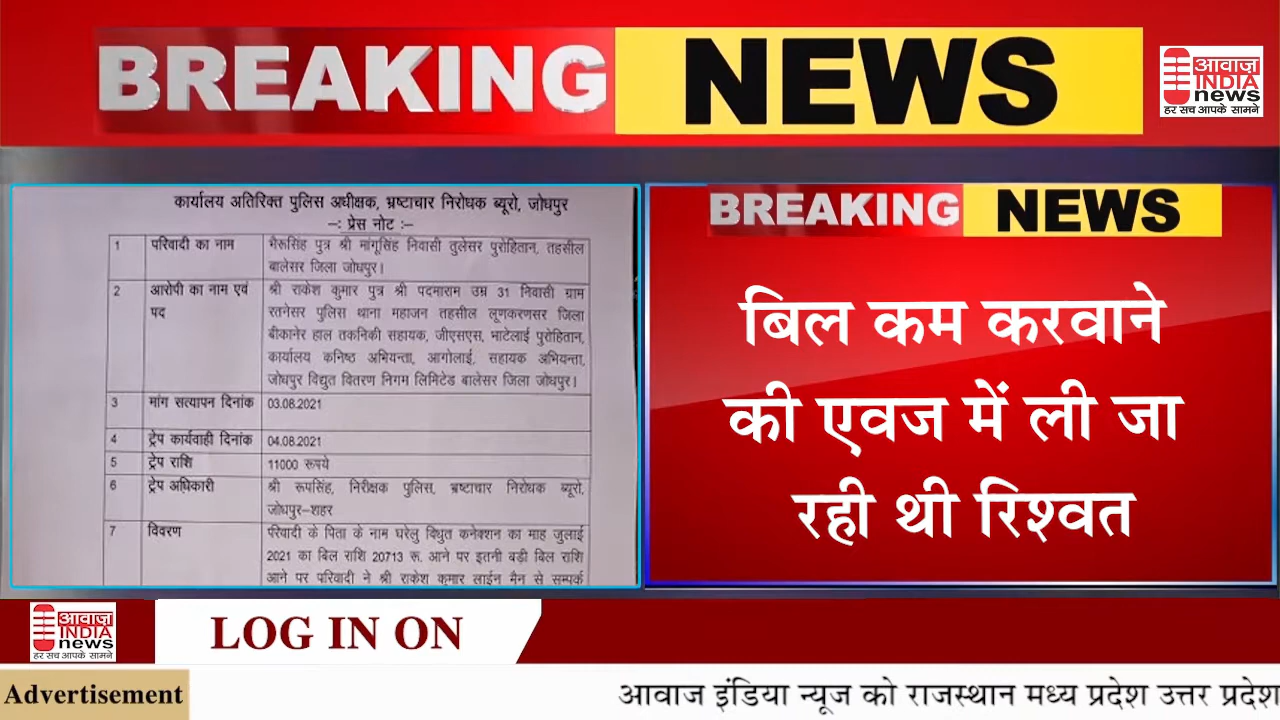 BREAKING NEWS
आवाज़
INDIA
news
हर सच आपके सामने
कार्यालय अतिरिक्त पुलिस अधीक्षक, भ्रष्टाचार निरोधक ब्यूरो, जोधपुर
–: प्रेस नोट :–
1 परिवादी का नाम भैरूसिंह पुत्र श्री मांगूसिंह निवासी तुलेसर पुरोहितान, तहसील
बालेसर जिला जोधपुर।
2 आरोपी का नाम एवं श्री राकेश कुमार पुत्र श्री पदमाराम उम्र 31 निवासी ग्राम
पद रतनेसर पुलिस थाना महाजन तहसील लूणकरणसर जिला
बीकानेर हाल तकनिकी सहायक, जीएसएस, भाटेलाई पुरोहितान,
कार्यालय कनिष्ठ अभियन्ता, आगोलाई, सहायक अभियन्ता,
जोधपुर विद्युत वितरण निगम लिमिटेड बालेसर जिला जोधपुर।
3 मांग सत्यापन दिनांक 03.08.2021
4 ट्रेप कार्यवाही दिनांक 04.08.2021
5 ट्रेप राशि 11000 रूपये
6 ट्रेप अधिकारी श्री रूपसिंह, निरीक्षक पुलिस, भ्रष्टाचार निरोधक ब्यूरो,
जोधपुर–शहर
7 विवरण परिवादी के पिता के नाम घरेलु विधुत कनेक्शन का माह जुलाई
2021 का बिल राशि 20713 रू. आने पर इतनी बड़ी बिल राशि
आने पर परिवादी ने श्री राकेश कुमार लाईन मैन से सम्पर्क
BREAKING NEWS
बिल कम करवाने
की एवज में ली जा
रही थी रिश्वत
आवाज़
INDIA
news
हर सच आपके सामने
LOG IN ON
Advertisement
आवाज इंडिया न्यूज को राजस्थान मध्य प्रदेश उत्तर प्रदेश